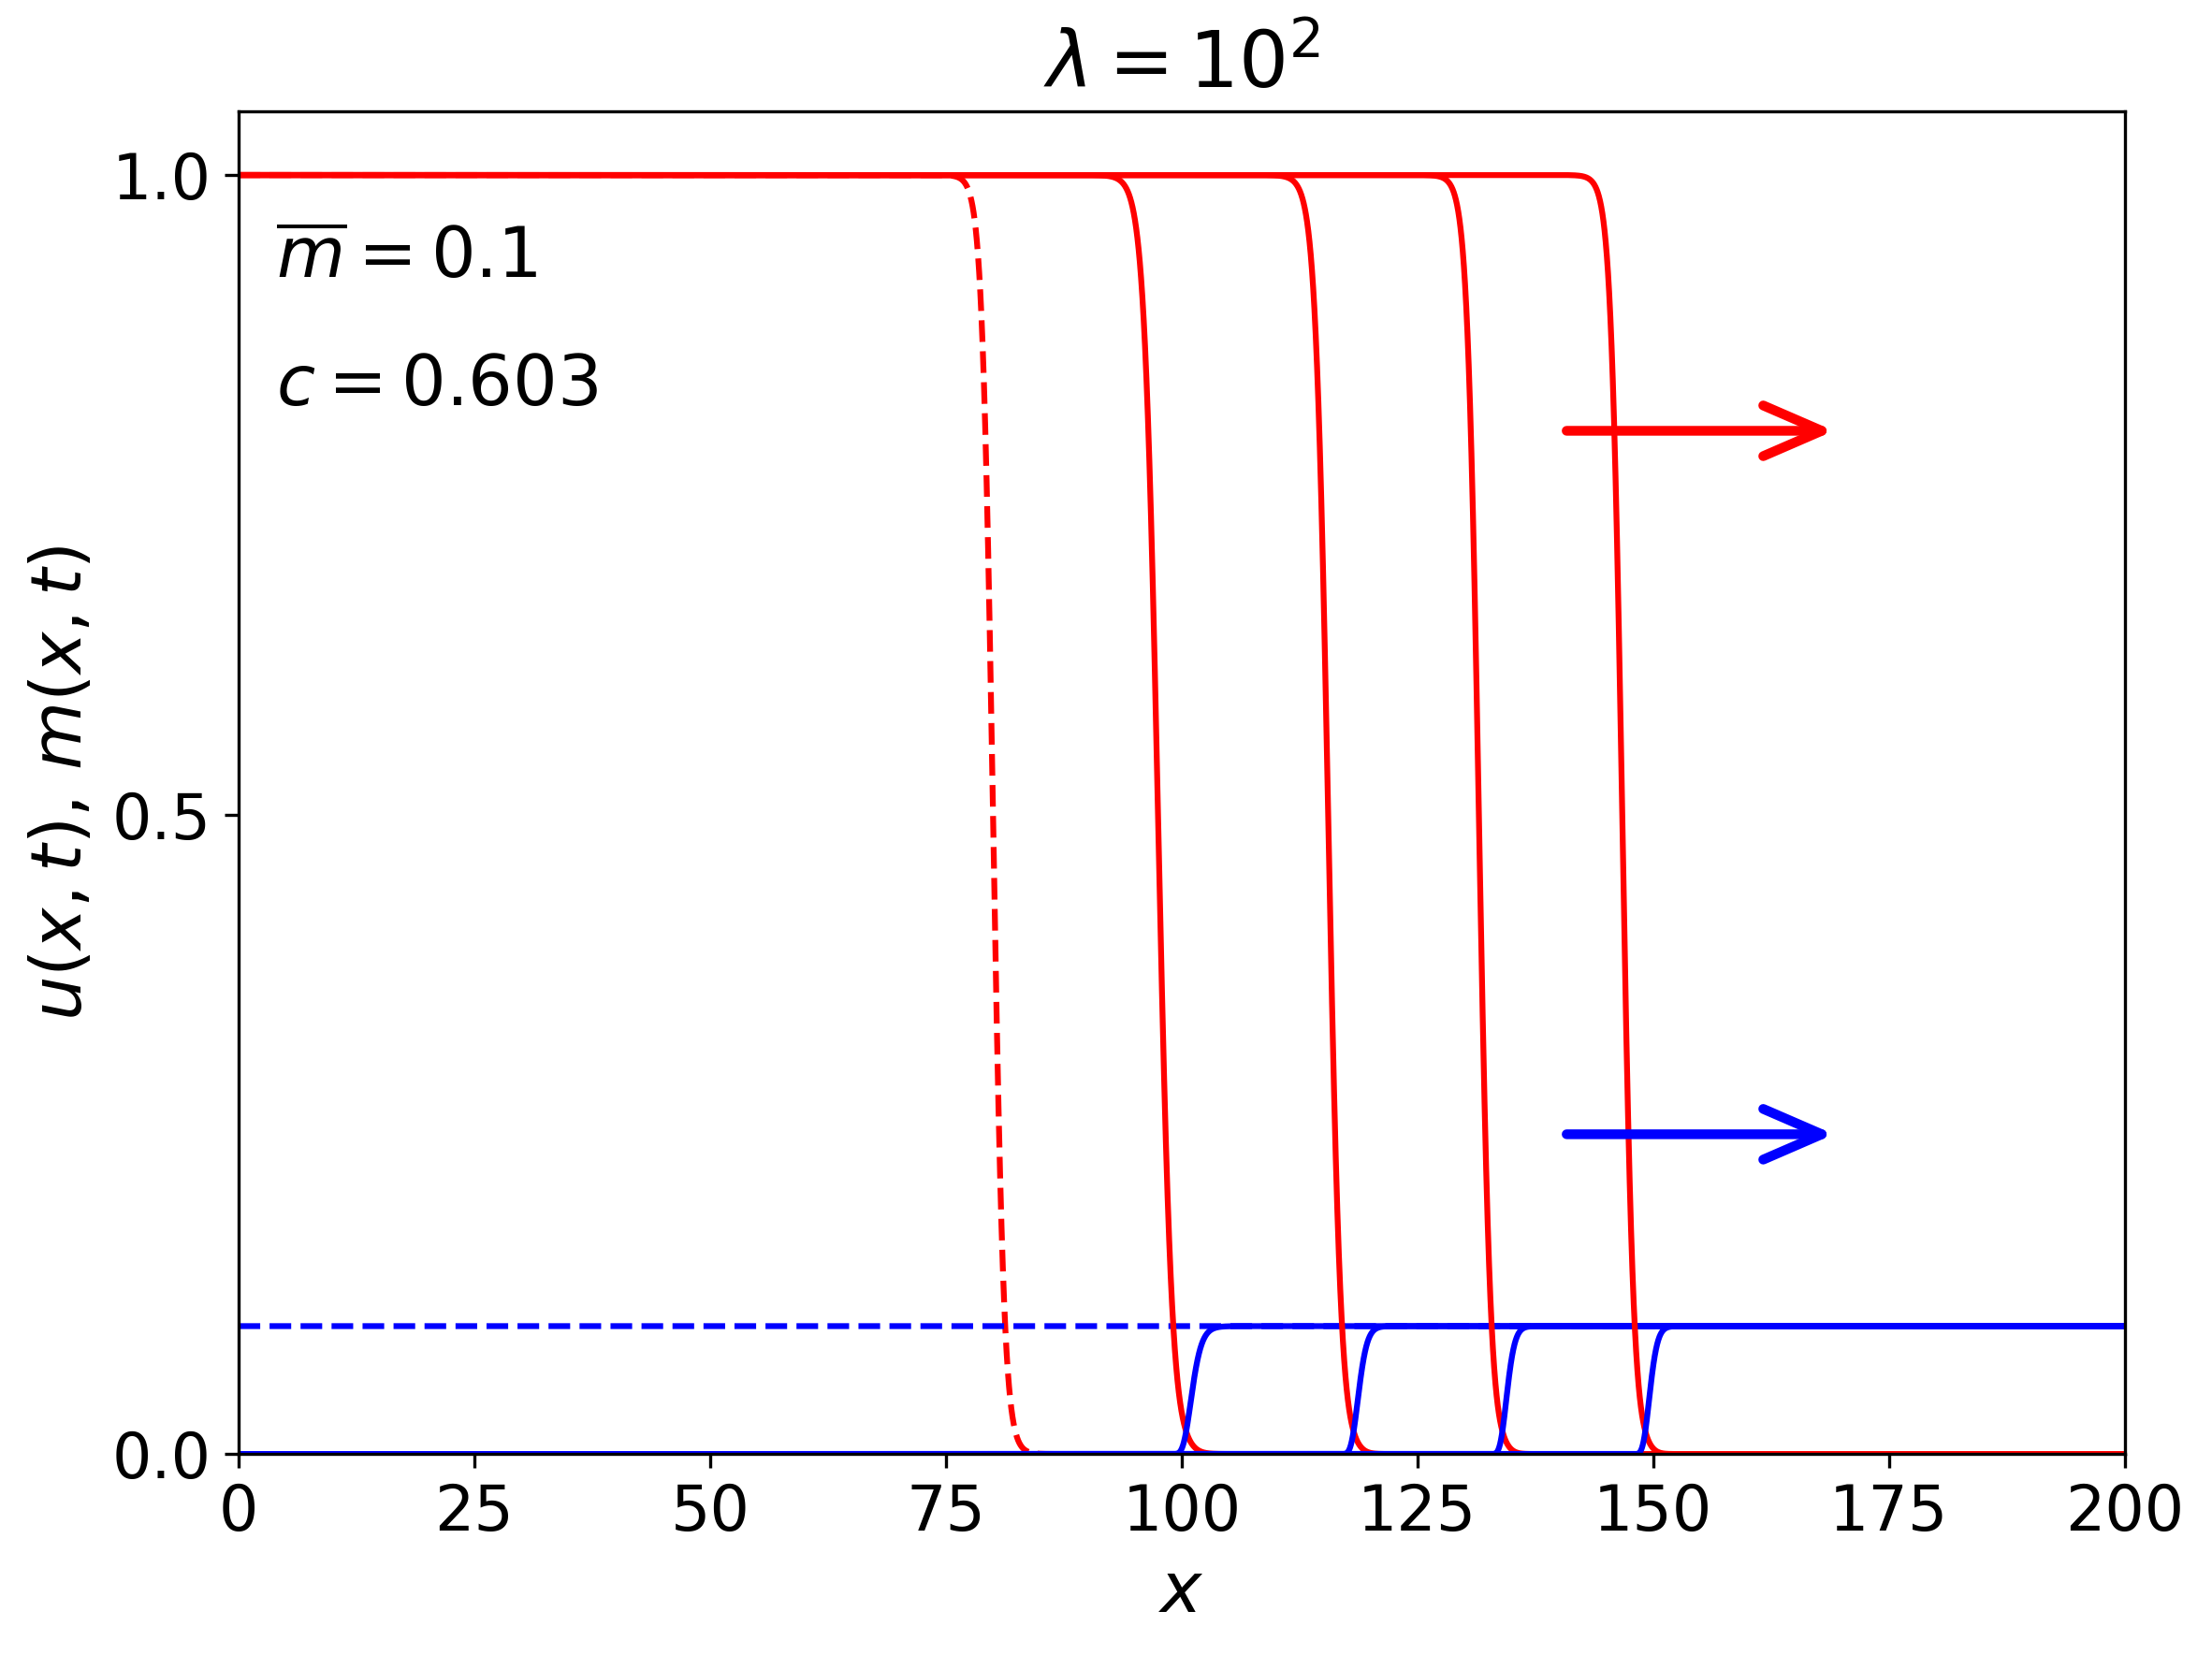 λ = 10²
1.0
m̅ = 0.1
c = 0.603
u(x, t), m(x, t)
0.5
0.0
0 25 50 75 100 125 150 175 200
x